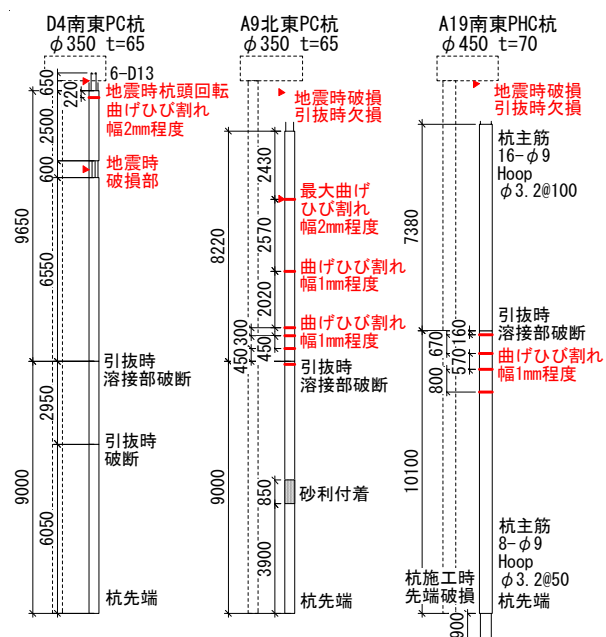 D4南東PC杭
φ350 t=65
6-D13
650
220
地震時杭頭回転
曲げひび割れ
幅2mm程度
2500
600
地震時
破損部
9650
6550
引抜時
溶接部破断
2950
引抜時
破断
9000
6050
杭先端
A9北東PC杭
φ350 t=65
地震時破損
引抜時欠損
2430
最大曲げ
ひび割れ
幅2mm程度
8220
2570
曲げひび割れ
幅1mm程度
2020
300
曲げひび割れ
幅1mm程度
450
450
引抜時
溶接部破断
9000
850
砂利付着
3900
杭先端
A19南東PHC杭
φ450 t=70
地震時破損
引抜時欠損
杭主筋
16-φ9
Hoop
φ3.2@100
7380
引抜時
溶接部破断
160
670
570
曲げひび割れ
幅1mm程度
800
10100
杭主筋
8-φ9
Hoop
φ3.2@50
杭施工時
先端破損
杭先端
900